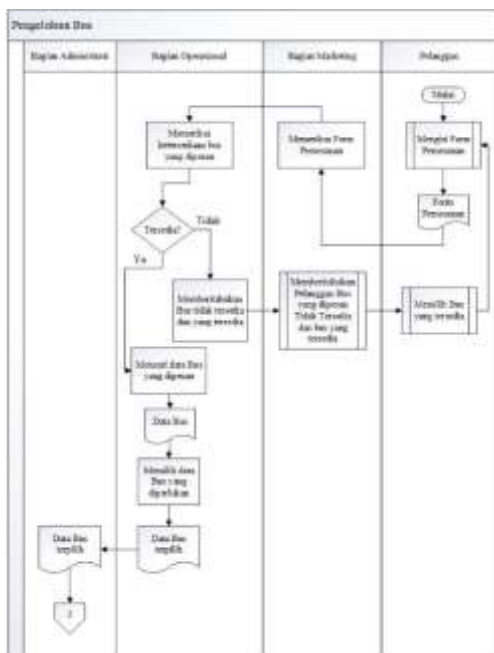 Pengelolaan Bus
Bagian Administrasi
Bagian Operasional
Bagian Marketing
Pelanggan
Mulai
Memeriksa
ketersediaan bus
yang dipesan
Memeriksa Form
Pemesanan
Mengisi Form
Pemesanan
Form
Pemesanan
Tersedia?
Tidak
Ya
Memberitahukan
Bus tidak tersedia
dan yang tersedia
Memberitahukan
Pelanggan Bus
yang dipesan
Tidak Tersedia
dan bus yang
tersedia
Memilih Bus
yang tersedia
data Bus
yang dipesan
Data Bus
Memilih data
Bus yang
diperlukan
Data Bus
terpilih
Data Bus
terpilih